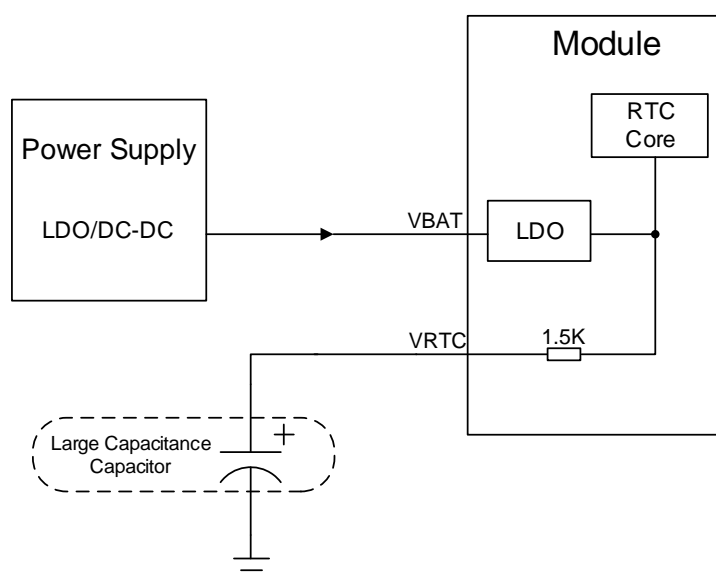 Module
RTC
Core
Power Supply
LDO/DC-DC
VBAT
LDO
VRTC
1.5K
Large Capacitance
Capacitor
+